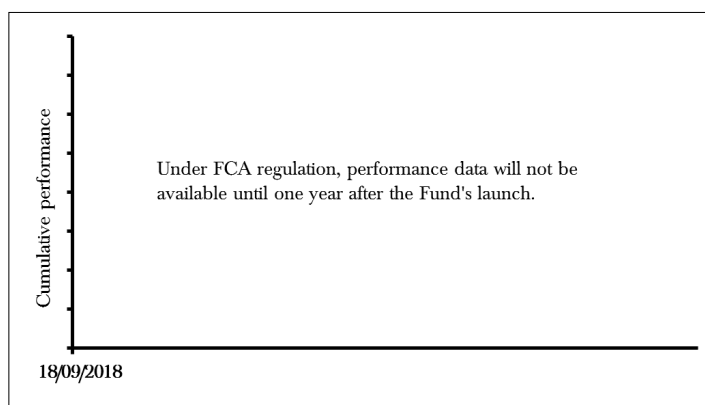 Cumulative performance
Under FCA regulation, performance data will not be
available until one year after the Fund's launch.
18/09/2018